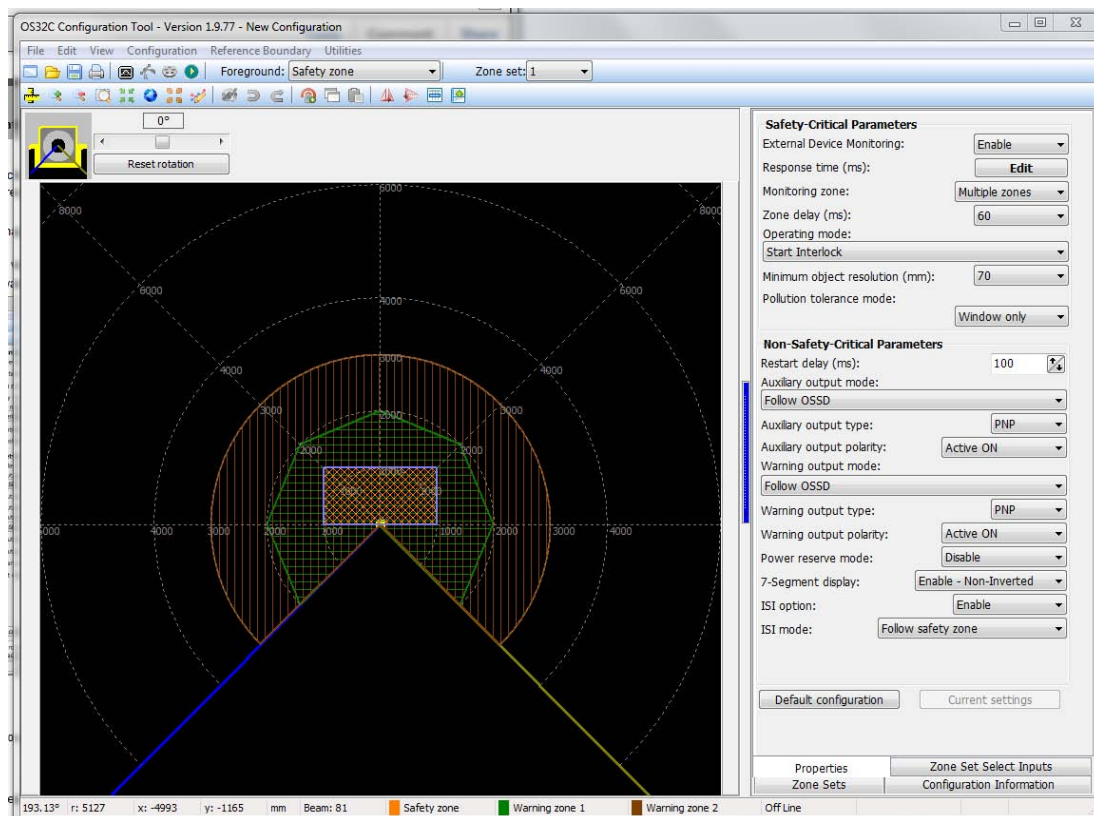 OS32C Configuration Tool - Version 1.9.77 - New Configuration
File Edit View Configuration Reference Boundary Utilities
Foreground: Safety zone Zone set: 1
0°
Reset rotation
Safety-Critical Parameters
External Device Monitoring: Enable
Response time (ms): Edit
Monitoring zone: Multiple zones
Zone delay (ms): 60
Operating mode:
Start Interlock
Minimum object resolution (mm): 70
Pollution tolerance mode:
Window only
Non-Safety-Critical Parameters
Restart delay (ms): 100
Auxiliary output mode:
Follow OSSD
Auxiliary output type: PNP
Auxiliary output polarity: Active ON
Warning output mode:
Follow OSSD
Warning output type: PNP
Warning output polarity: Active ON
Power reserve mode: Disable
7-Segment display: Enable - Non-Inverted
ISI option: Enable
ISI mode: Follow safety zone
Default configuration Current settings
Properties Zone Set Select Inputs
Zone Sets Configuration Information
8000 6000 8000
6000 4000 6000
4000 3000 4000
3000 2000 3000
2000 2000
4000 3000 2000 1000 2000 3000 4000
193.13° r: 5127 x: -4993 y: -1165 mm Beam: 81 Safety zone Warning zone 1 Warning zone 2 Off Line